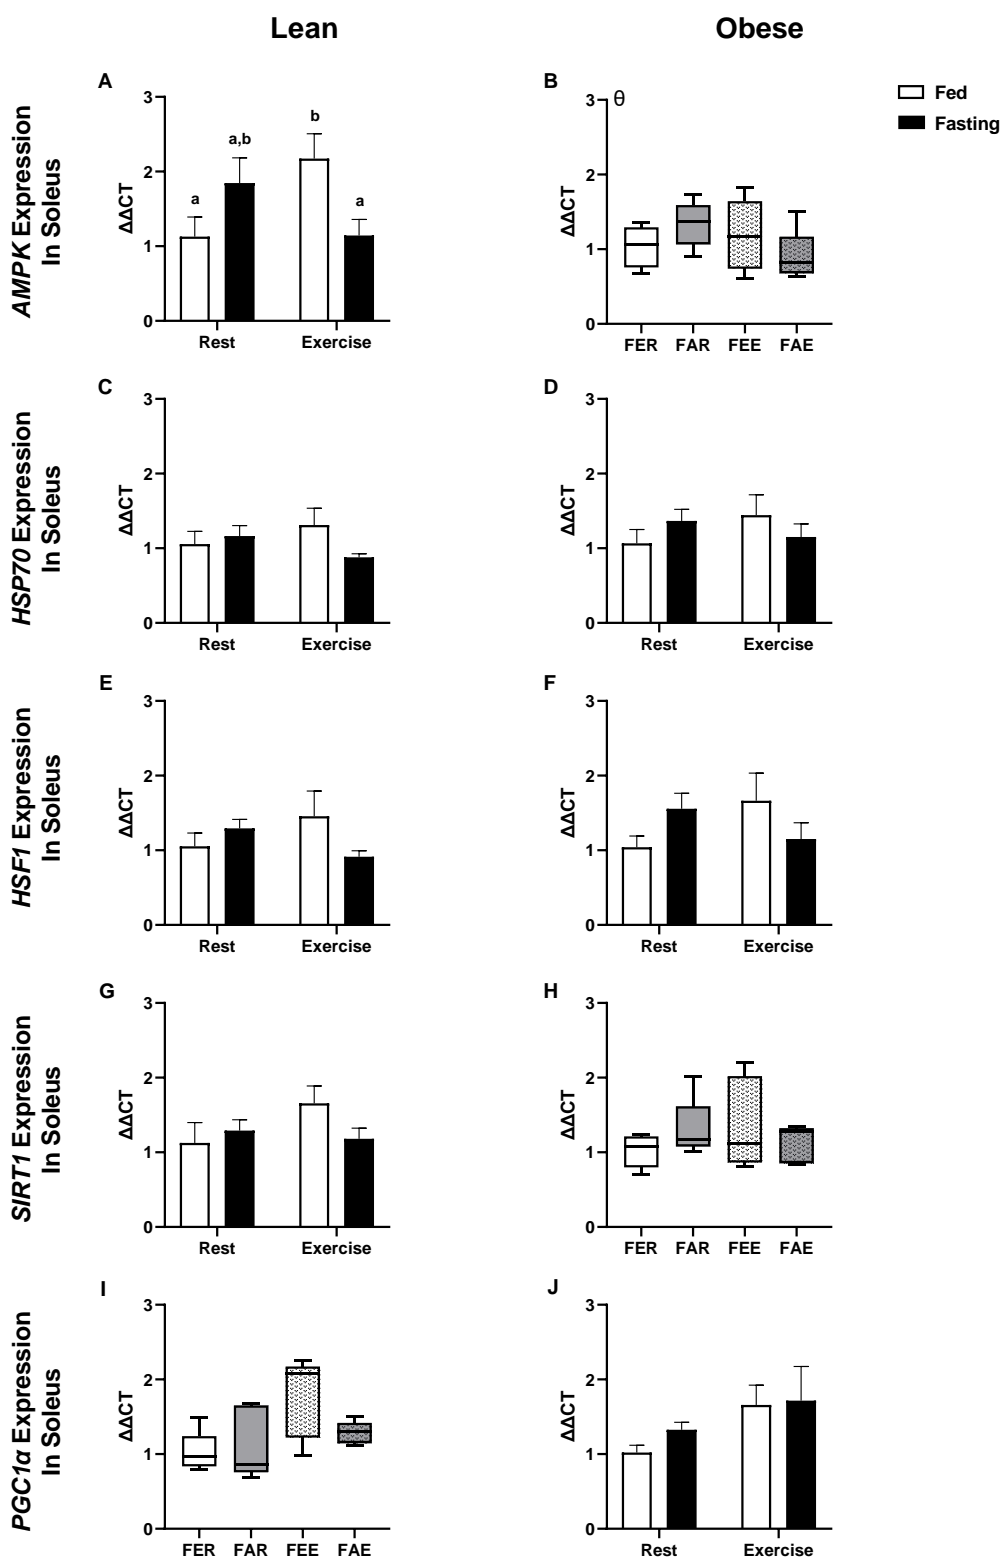 Lean
Obese
A
B
Fed
Fasting
AMPK Expression
In Soleus
ΔΔCT
3
2
1
0
a
a,b
b
a
Rest
Exercise
θ
ΔΔCT
3
2
1
0
FER
FAR
FEE
FAE
C
D
HSP70 Expression
In Soleus
ΔΔCT
3
2
1
0
Rest
Exercise
ΔΔCT
3
2
1
0
Rest
Exercise
E
F
HSF1 Expression
In Soleus
ΔΔCT
3
2
1
0
Rest
Exercise
ΔΔCT
3
2
1
0
Rest
Exercise
G
H
SIRT1 Expression
In Soleus
ΔΔCT
3
2
1
0
Rest
Exercise
ΔΔCT
3
2
1
0
FER
FAR
FEE
FAE
I
J
PGC1α Expression
In Soleus
ΔΔCT
3
2
1
0
FER
FAR
FEE
FAE
ΔΔCT
3
2
1
0
Rest
Exercise